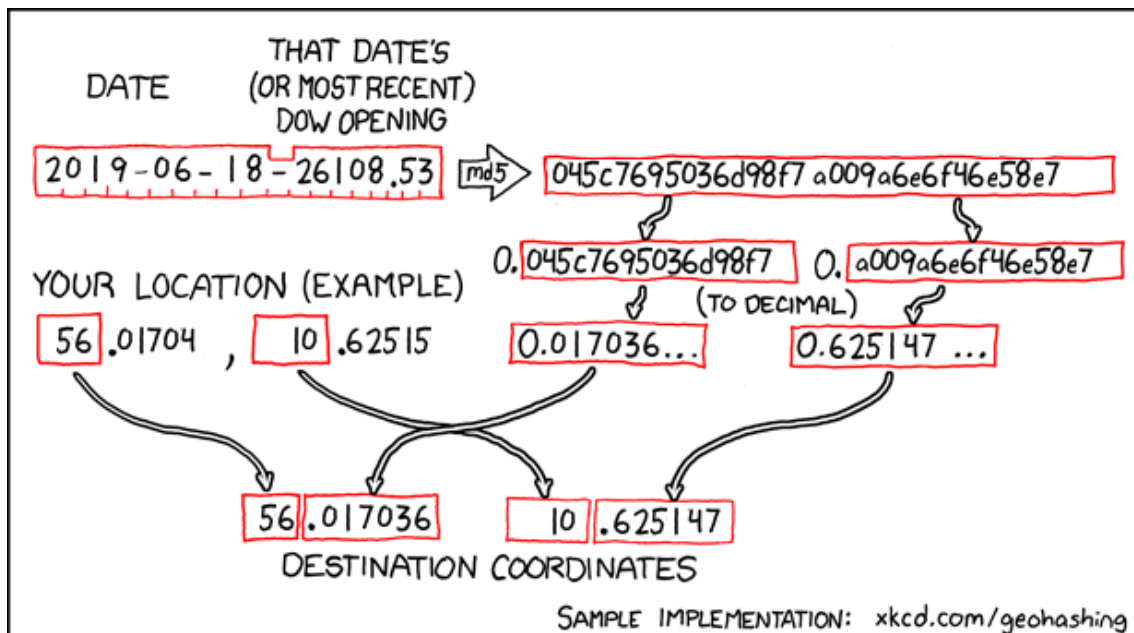 DATE
THAT DATE'S
(OR MOST RECENT)
DOW OPENING
2019-06-18-26108.53
md5
045c7695036d98f7a009a6e6f46e58e7
0.045c7695036d98f7
0.a009a6e6f46e58e7
(TO DECIMAL)
YOUR LOCATION (EXAMPLE)
56.01704, 10.62515
0.017036...
0.625147...
56.017036
10.625147
DESTINATION COORDINATES
SAMPLE IMPLEMENTATION: xkcd.com/geohashing